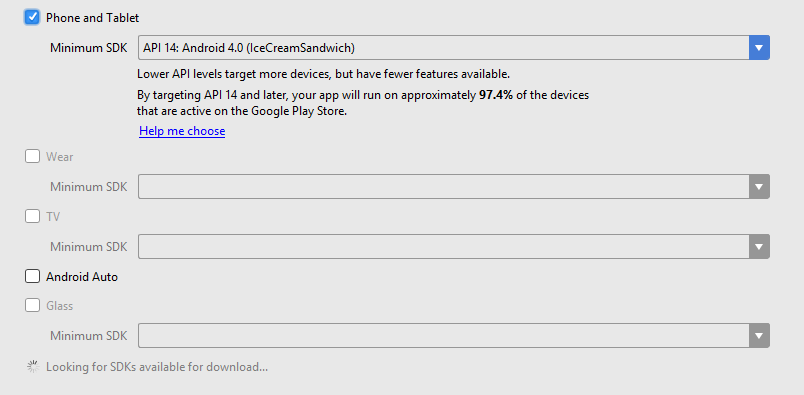 Phone and Tablet
Minimum SDK API 14: Android 4.0 (IceCreamSandwich)
Lower API levels target more devices, but have fewer features available.
By targeting API 14 and later, your app will run on approximately 97.4% of the devices
that are active on the Google Play Store.
Help me choose
Wear
Minimum SDK
TV
Minimum SDK
Android Auto
Glass
Minimum SDK
Looking for SDKs available for download...